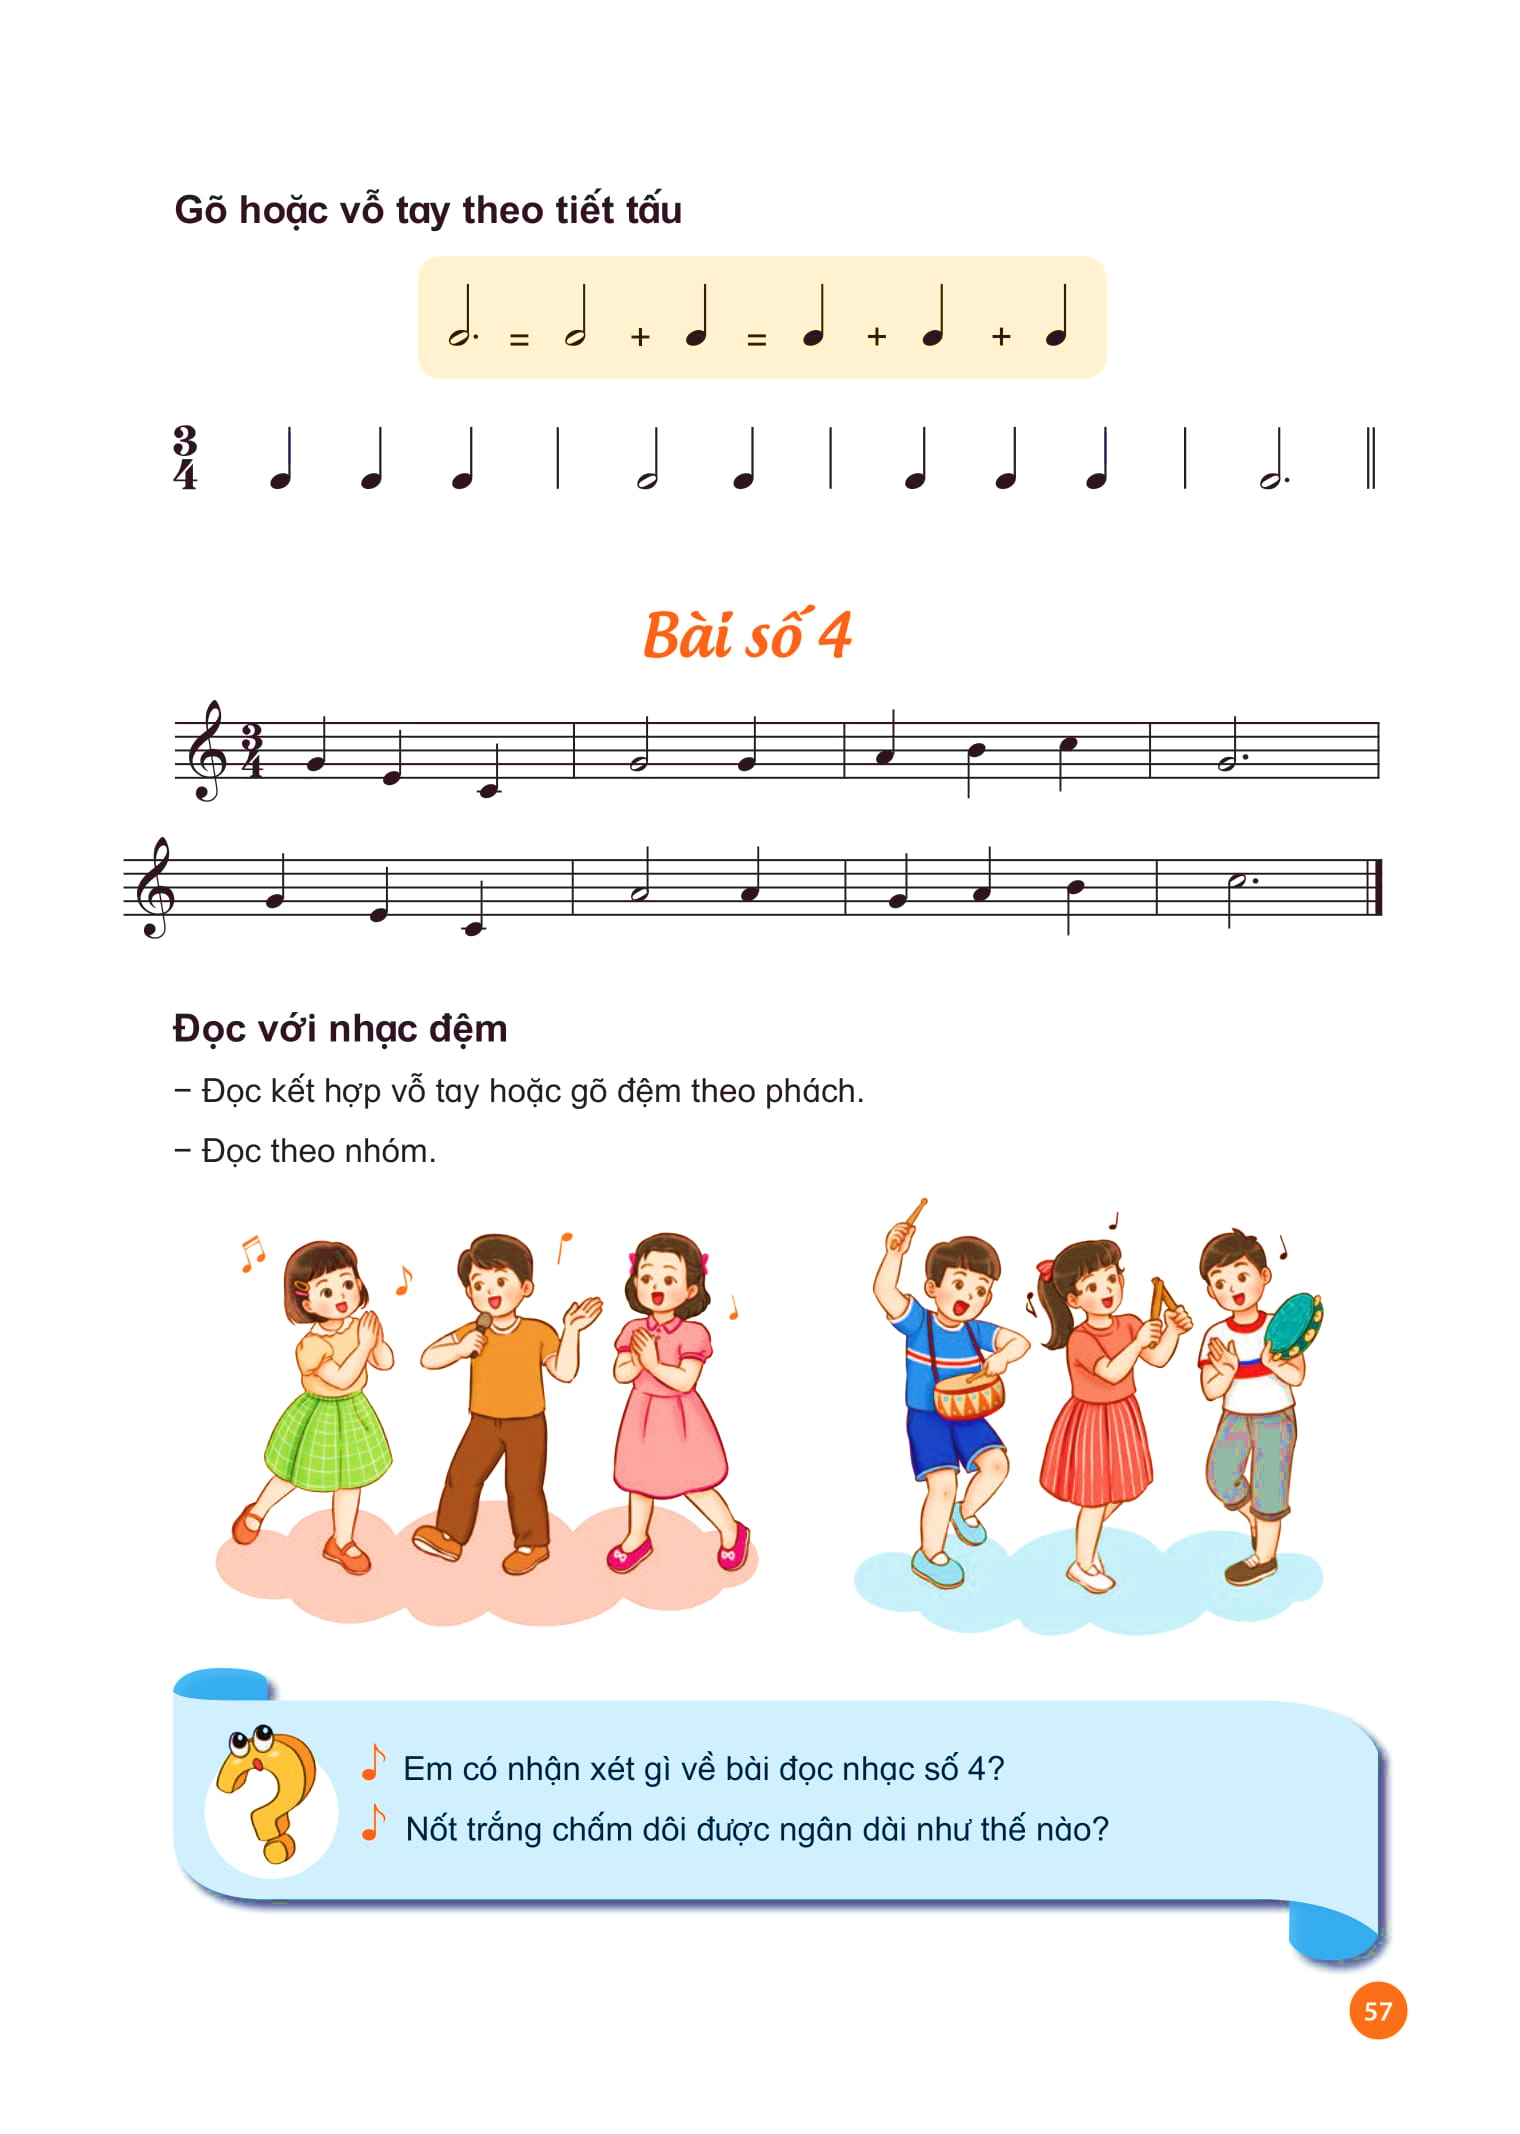 Gõ hoặc vỗ tay theo tiết tấu
= + = + +
3
4
Bài số 4
3
4
Đọc với nhạc đệm
– Đọc kết hợp vỗ tay hoặc gõ đệm theo phách.
– Đọc theo nhóm.
Em có nhận xét gì về bài đọc nhạc số 4?
Nốt trắng chấm dôi được ngân dài như thế nào?
57